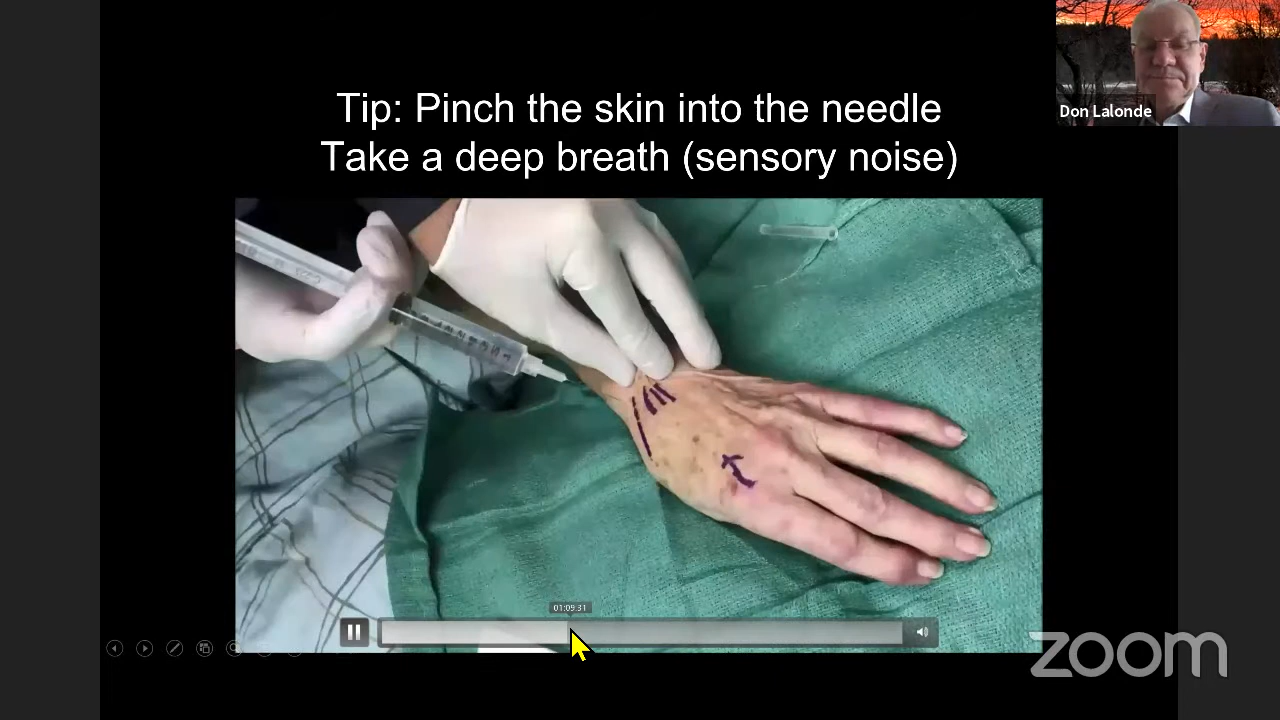 Tip: Pinch the skin into the needle
Take a deep breath (sensory noise)
Don Lalonde
01:09.31
zoom